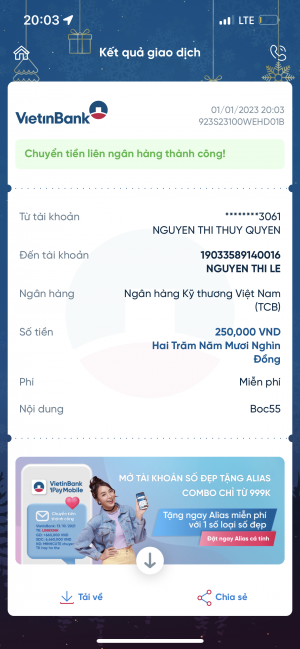 20:03
LTE
Kết quả giao dịch
VietinBank
01/01/2023 20:03
923S23100WEHD01B
Chuyển tiền liên ngân hàng thành công!
Từ tài khoản
********3061
NGUYEN THI THUY QUYEN
Đến tài khoản
19033589140016
NGUYEN THI LE
Ngân hàng
Ngân hàng Kỹ thương Việt Nam
(TCB)
Số tiền
250,000 VND
Hai Trăm Năm Mươi Nghìn
Đồng
Phí
Miễn phí
Nội dung
Boc55
VietinBank
iPay Mobile
MỞ TÀI KHOẢN SỐ ĐẸP TẶNG ALIAS
COMBO CHỈ TỪ 999K
Tặng ngay Alias miễn phí
với 1 số loại số đẹp
Đặt ngay Alias cá tính
Tải về
Chia sẻ